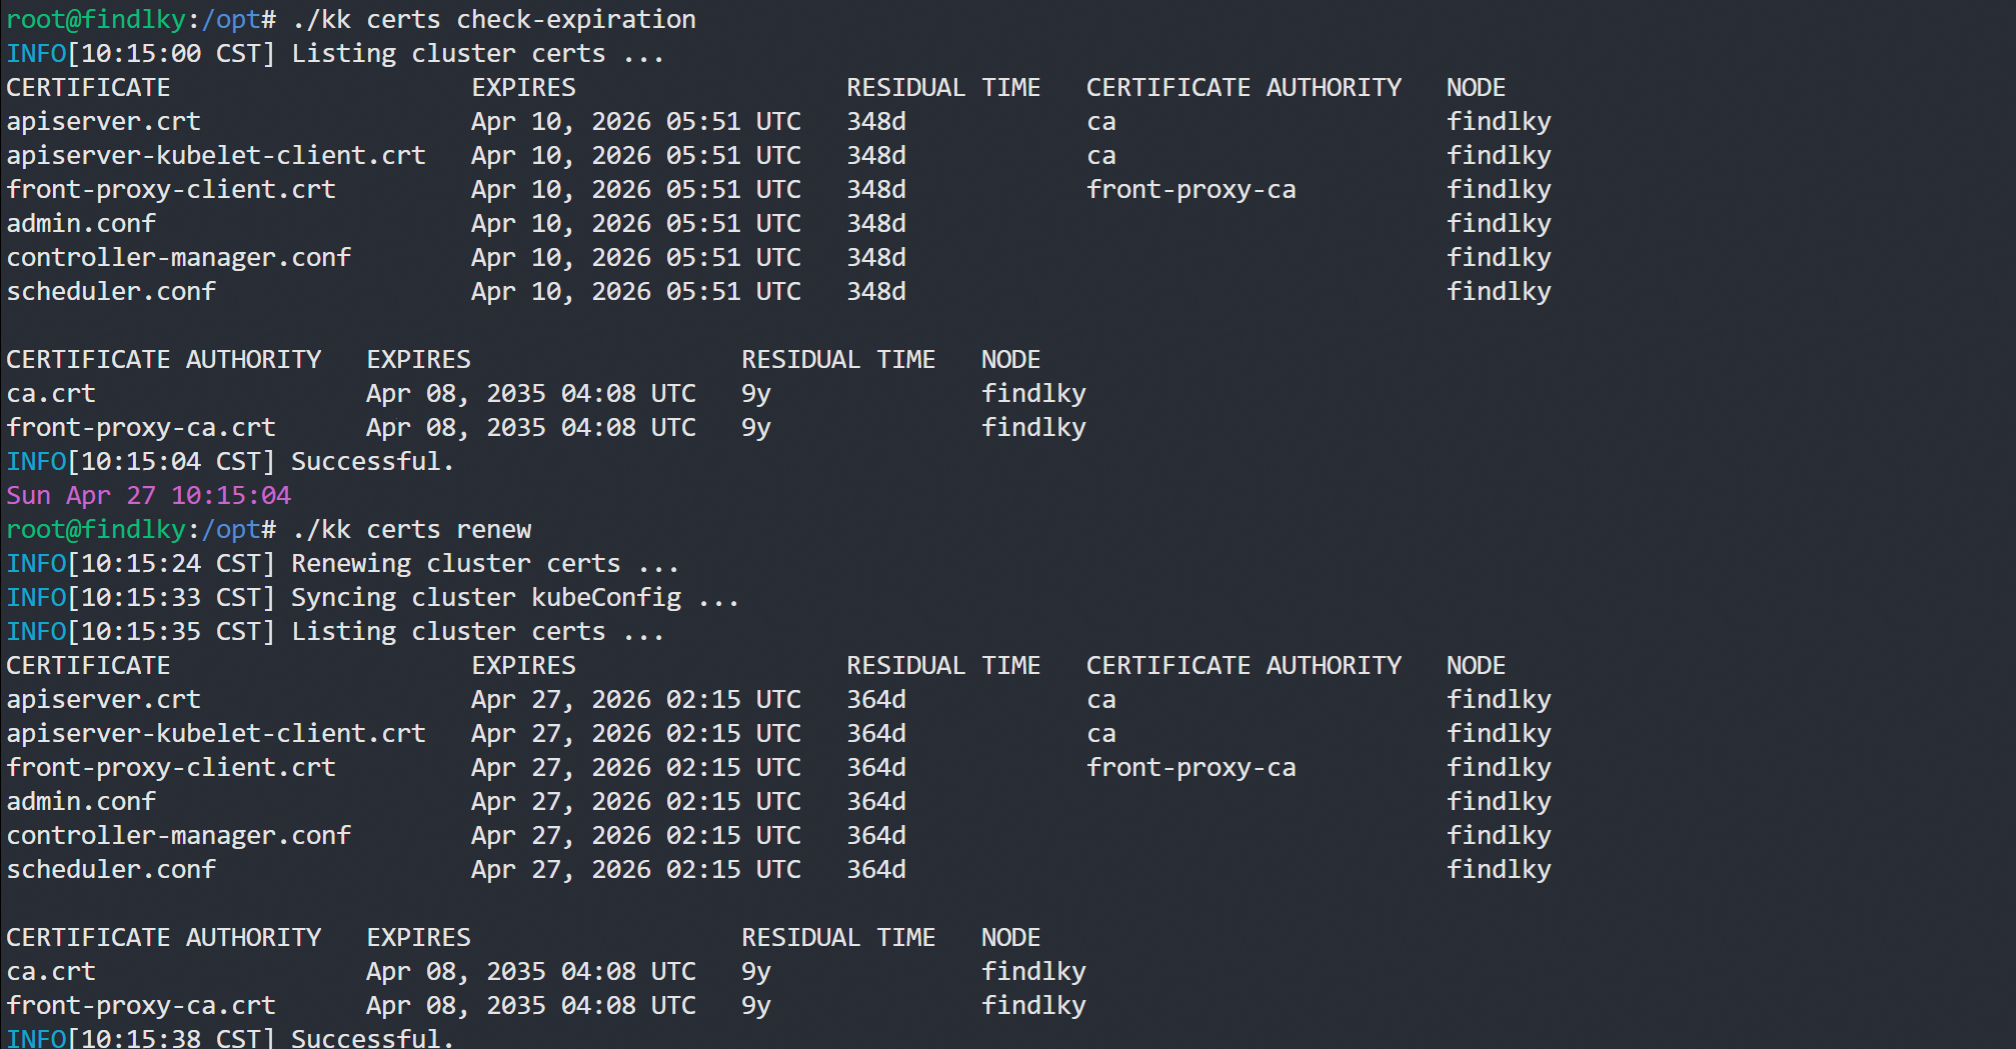 root@findlky:/opt# ./kk certs check-expiration
INFO[10:15:00 CST] Listing cluster certs ...
CERTIFICATE                    EXPIRES                  RESIDUAL TIME   CERTIFICATE AUTHORITY   NODE
apiserver.crt                  Apr 10, 2026 05:51 UTC   348d            ca                      findlky
apiserver-kubelet-client.crt   Apr 10, 2026 05:51 UTC   348d            ca                      findlky
front-proxy-client.crt         Apr 10, 2026 05:51 UTC   348d            front-proxy-ca          findlky
admin.conf                     Apr 10, 2026 05:51 UTC   348d                                    findlky
controller-manager.conf        Apr 10, 2026 05:51 UTC   348d                                    findlky
scheduler.conf                 Apr 10, 2026 05:51 UTC   348d                                    findlky

CERTIFICATE AUTHORITY   EXPIRES                  RESIDUAL TIME   NODE
ca.crt                  Apr 08, 2035 04:08 UTC   9y              findlky
front-proxy-ca.crt      Apr 08, 2035 04:08 UTC   9y              findlky
INFO[10:15:04 CST] Successful.
Sun Apr 27 10:15:04
root@findlky:/opt# ./kk certs renew
INFO[10:15:24 CST] Renewing cluster certs ...
INFO[10:15:33 CST] Syncing cluster kubeConfig ...
INFO[10:15:35 CST] Listing cluster certs ...
CERTIFICATE                    EXPIRES                  RESIDUAL TIME   CERTIFICATE AUTHORITY   NODE
apiserver.crt                  Apr 27, 2026 02:15 UTC   364d            ca                      findlky
apiserver-kubelet-client.crt   Apr 27, 2026 02:15 UTC   364d            ca                      findlky
front-proxy-client.crt         Apr 27, 2026 02:15 UTC   364d            front-proxy-ca          findlky
admin.conf                     Apr 27, 2026 02:15 UTC   364d                                    findlky
controller-manager.conf        Apr 27, 2026 02:15 UTC   364d                                    findlky
scheduler.conf                 Apr 27, 2026 02:15 UTC   364d                                    findlky

CERTIFICATE AUTHORITY   EXPIRES                  RESIDUAL TIME   NODE
ca.crt                  Apr 08, 2035 04:08 UTC   9y              findlky
front-proxy-ca.crt      Apr 08, 2035 04:08 UTC   9y              findlky
INFO[10:15:38 CST] Successful.